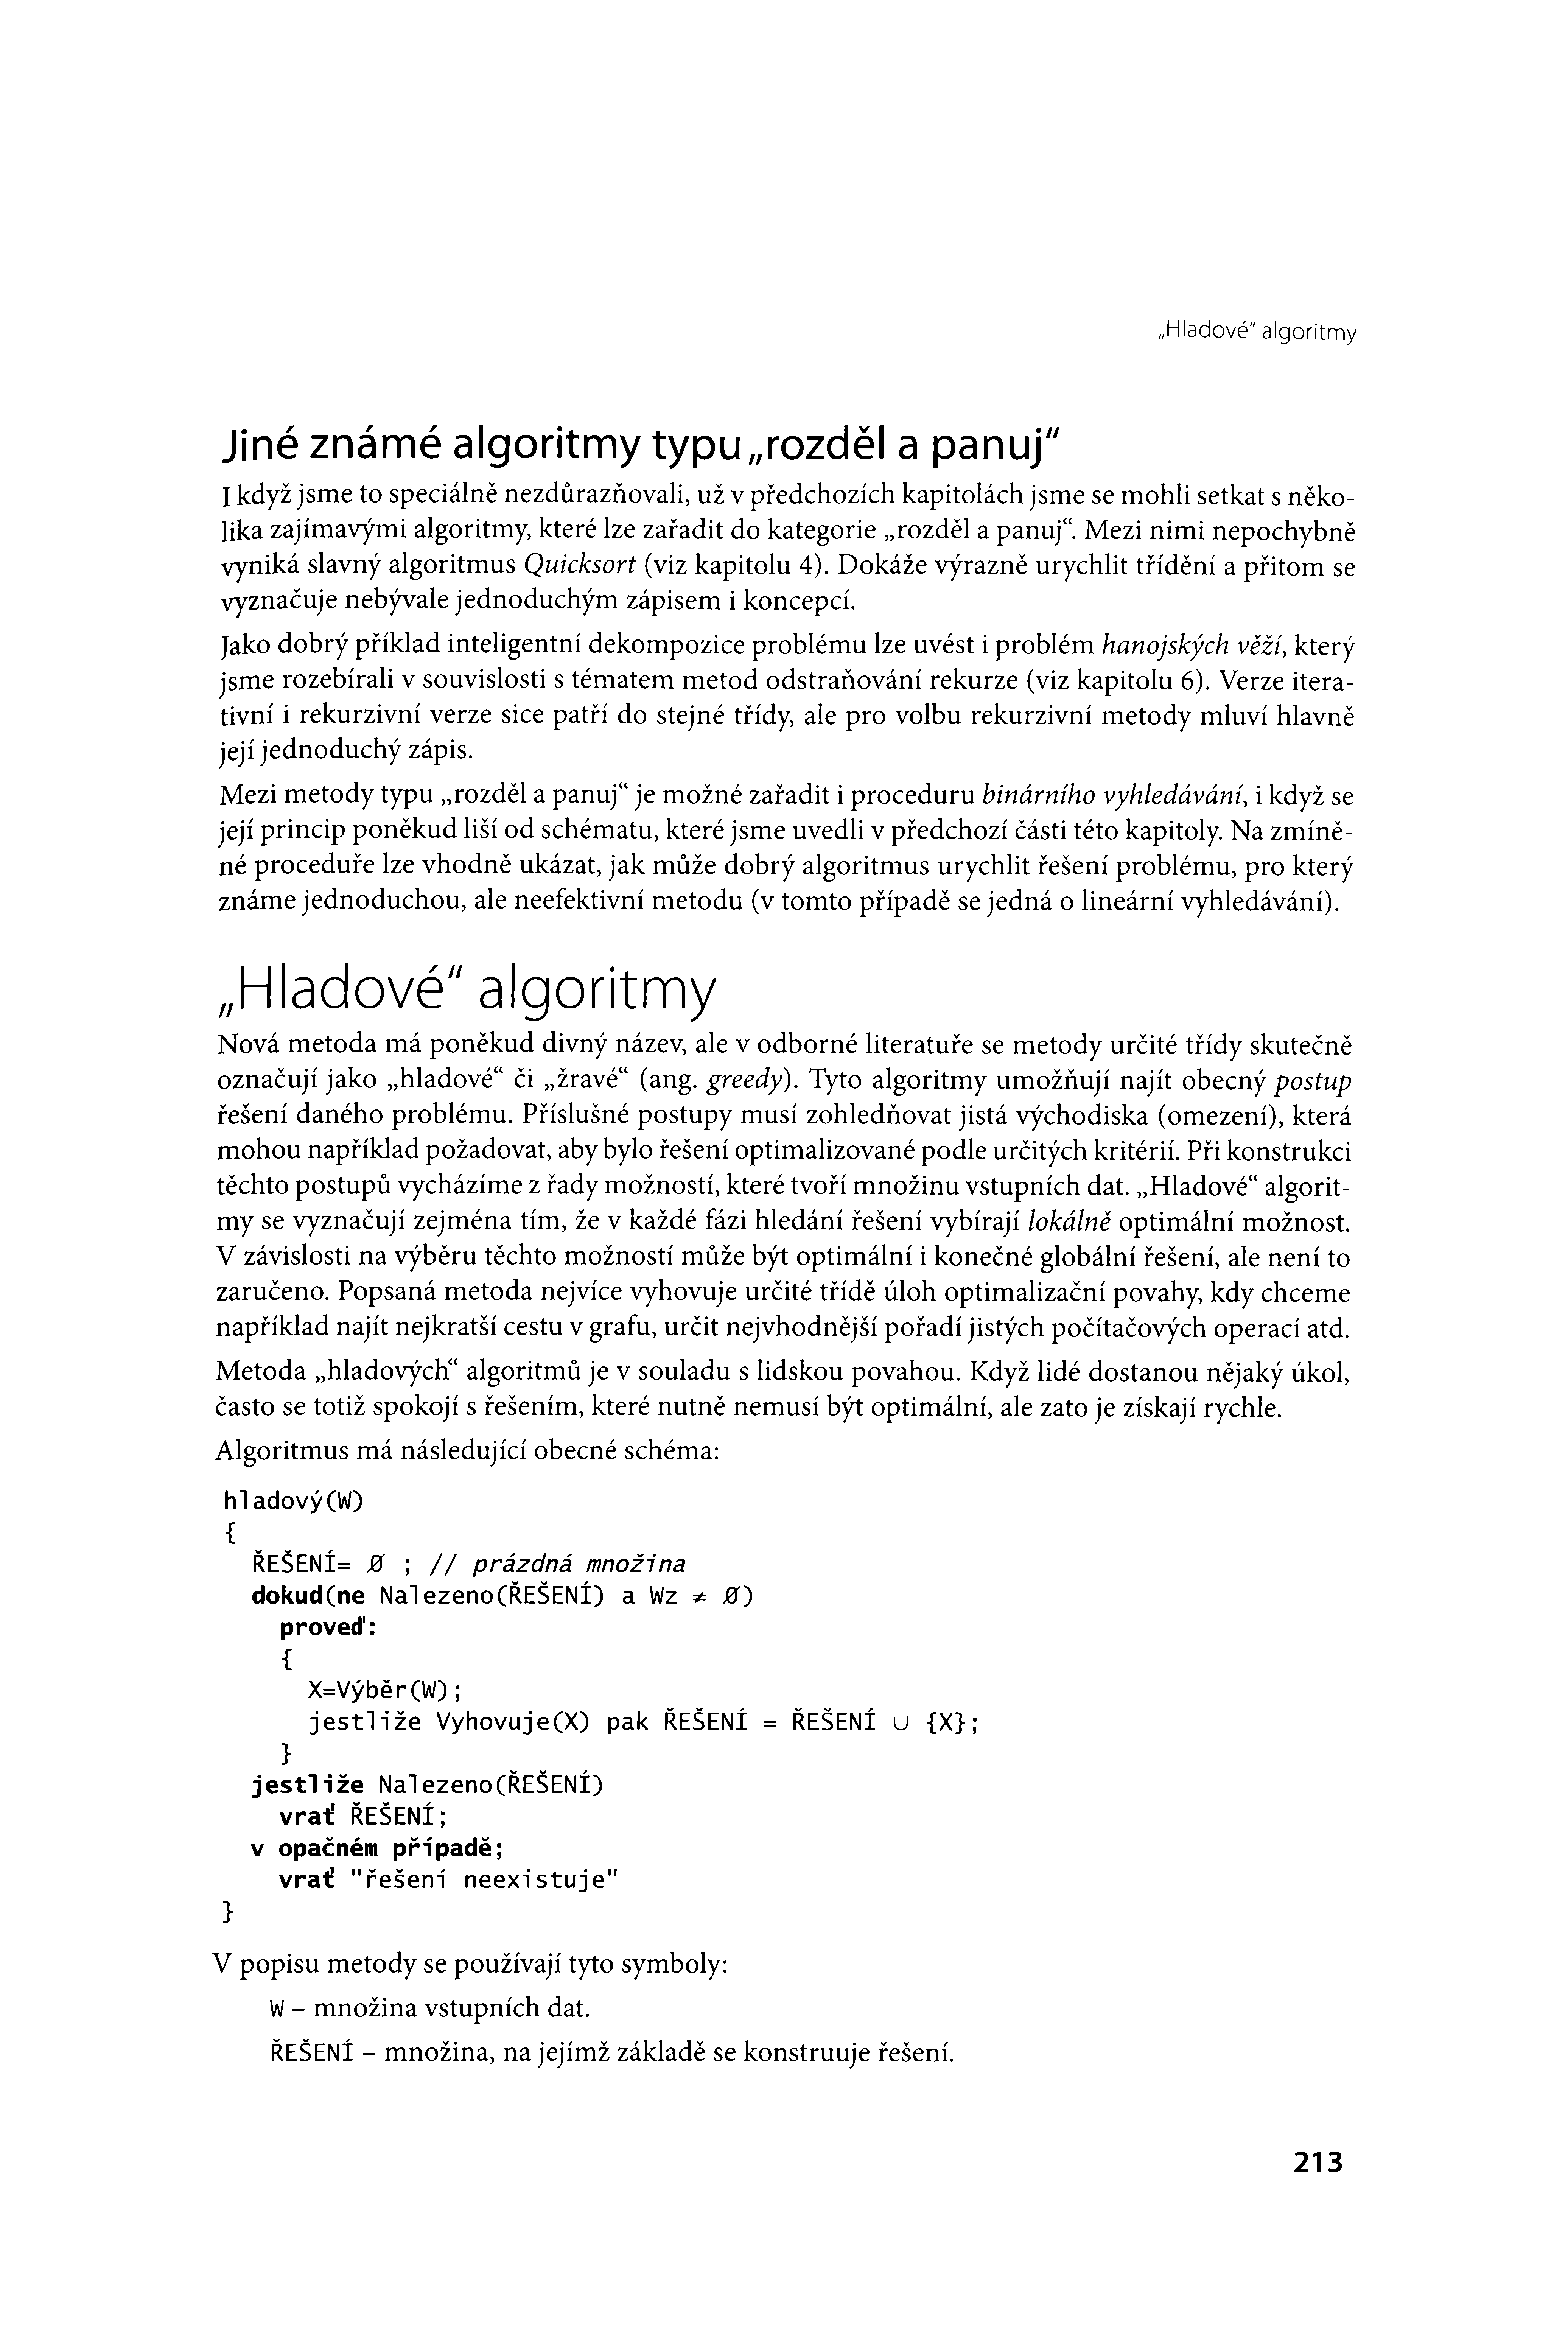 „Hladové" algoritmy
Jiné známé algoritmy typu „rozděl a panuj"
I když jsme to speciálně nezdůrazňovali, už v předchozích kapitolách jsme se mohli setkat s něko-
lika zajímavými algoritmy, které lze zařadit do kategorie „rozděl a panuj“. Mezi nimi nepochybně
vyniká slavný algoritmus Quicksort (viz kapitolu 4). Dokáže výrazně urychlit třídění a přitom se
vyznačuje nebývale jednoduchým zápisem i koncepcí.
Jako dobrý příklad inteligentní dekompozice problému lze uvést i problém hanojských věží, který
jsme rozebírali v souvislosti s tématem metod odstraňování rekurze (viz kapitolu 6). Verze itera-
tivní i rekurzivní verze sice patří do stejné třídy, ale pro volbu rekurzivní metody mluví hlavně
její jednoduchý zápis.
Mezi metody typu „rozděl a panuj“ je možné zařadit i proceduru binárního vyhledávání, i když se
její princip poněkud liší od schématu, které jsme uvedli v předchozí části této kapitoly. Na zmíně-
né proceduře lze vhodně ukázat, jak může dobrý algoritmus urychlit řešení problému, pro který
známe jednoduchou, ale neefektivní metodu (v tomto případě se jedná o lineární vyhledávání).
„Hladové" algoritmy
Nová metoda má poněkud divný název, ale v odborné literatuře se metody určité třídy skutečně
označují jako „hladové“ či „žravé“ (ang. greedy). Tyto algoritmy umožňují najít obecný postup
řešení daného problému. Příslušné postupy musí zohledňovat jistá východiska (omezení), která
mohou například požadovat, aby bylo řešení optimalizované podle určitých kritérií. Při konstrukci
těchto postupů vycházíme z řady možností, které tvoří množinu vstupních dat. „Hladové“ algorit-
my se vyznačují zejména tím, že v každé fázi hledání řešení vybírají lokálně optimální možnost.
V závislosti na výběru těchto možností může být optimální i konečné globální řešení, ale není to
zaručeno. Popsaná metoda nejvíce vyhovuje určité třídě úloh optimalizační povahy, kdy chceme
například najít nejkratší cestu v grafu, určit nejvhodnější pořadí jistých počítačových operací atd.
Metoda „hladových“ algoritmů je v souladu s lidskou povahou. Když lidé dostanou nějaký úkol,
často se totiž spokojí s řešením, které nutně nemusí být optimální, ale zato je získají rychle.
Algoritmus má následující obecné schéma:
hladový(W)
{
ŘEŠENÍ= Ø ; // prázdná množina
dokud(ne Nalezeno(ŘEŠENÍ) a Wz ≠ Ø)
proveď:
{
X=Výběr(W);
jestliže Vyhovuje(X) pak ŘEŠENÍ = ŘEŠENÍ ∪ {X};
}
jestliže Nalezeno(ŘEŠENÍ)
vrať ŘEŠENÍ;
v opačném případě;
vrať "řešení neexistuje"
}
V popisu metody se používají tyto symboly:
W – množina vstupních dat.
ŘEŠENÍ – množina, na jejímž základě se konstruuje řešení.
213